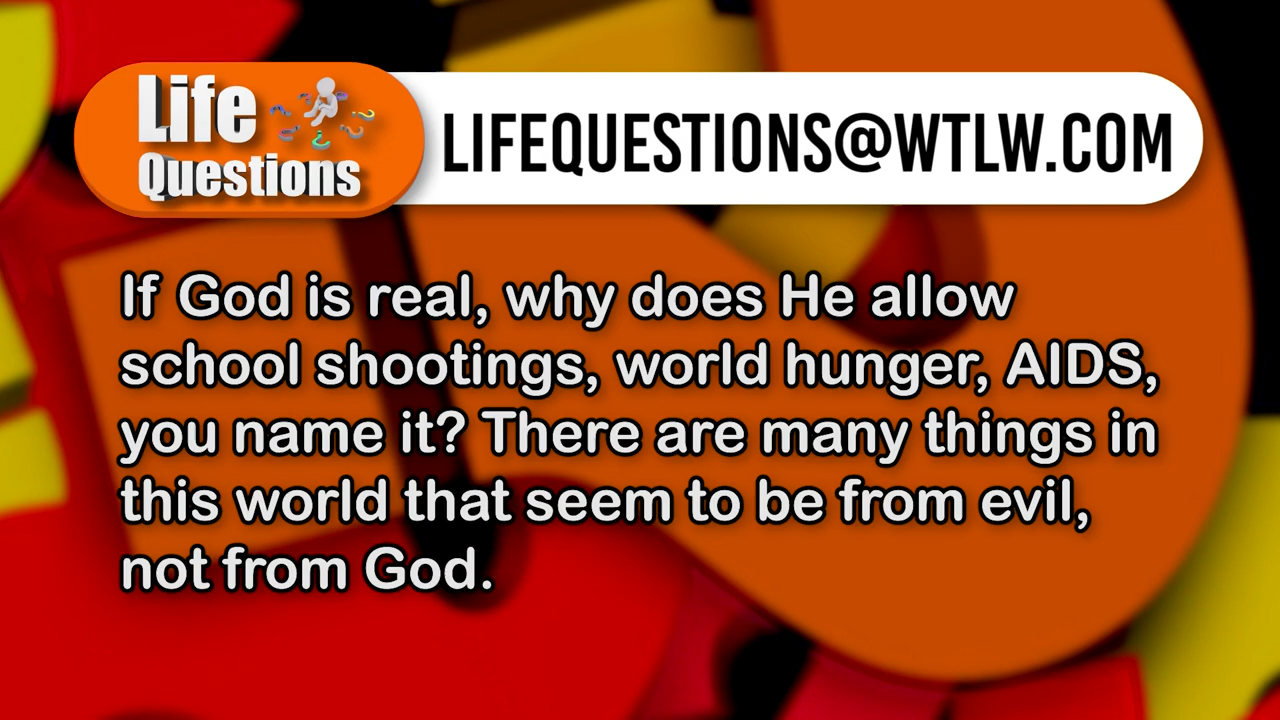 Life
Questions
LIFEQUESTIONS@WTLW.COM
If God is real, why does He allow
school shootings, world hunger, AIDS,
you name it? There are many things in
this world that seem to be from evil,
not from God.